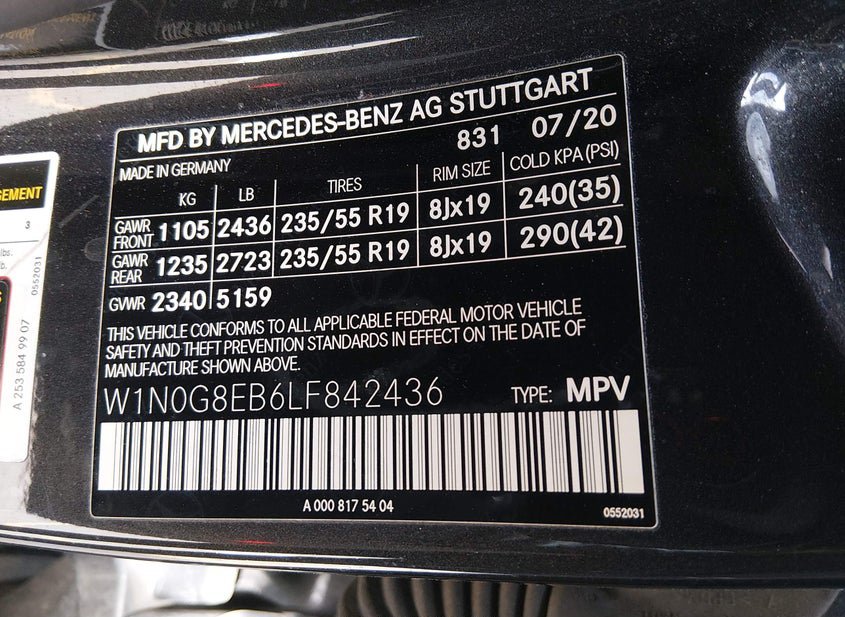 MFD BY MERCEDES-BENZ AG STUTTGART
MADE IN GERMANY 831 07/20
KG LB TIRES RIM SIZE COLD KPA (PSI)
GAWR FRONT 1105 2436 235/55 R19 8Jx19 240(35)
GAWR REAR 1235 2723 235/55 R19 8Jx19 290(42)
GVWR 2340 5159
THIS VEHICLE CONFORMS TO ALL APPLICABLE FEDERAL MOTOR VEHICLE
SAFETY AND THEFT PREVENTION STANDARDS IN EFFECT ON THE DATE OF
MANUFACTURE SHOWN ABOVE.
W1N0G8EB6LF842436 TYPE: MPV
A 000 817 54 04 0552031
3
lbs.
lb.
0552031
A 253 584 99 07